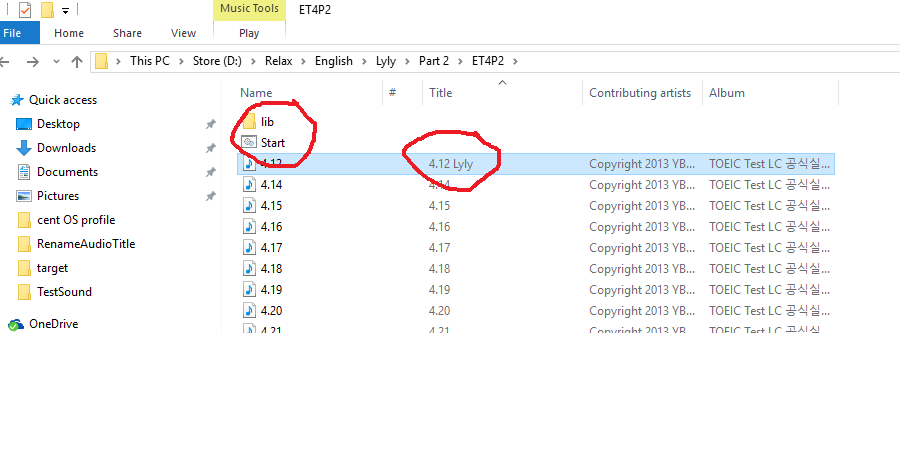 Music Tools ET4P2
File Home Share View Play
This PC Store (D:) Relax English Lyly Part 2 ET4P2
Name # Title Contributing artists Album
Quick access
lib
Desktop Start
4.12 4.12 Lyly Copyright 2013 YB... TOEIC Test LC 공식실...
Downloads
Documents 4.14 4.14 Copyright 2013 YB... TOEIC Test LC 공식실...
Pictures 4.15 4.15 Copyright 2013 YB... TOEIC Test LC 공식실...
cent OS profile 4.16 4.16 Copyright 2013 YB... TOEIC Test LC 공식실...
RenameAudioTitle 4.17 4.17 Copyright 2013 YB... TOEIC Test LC 공식실...
target 4.18 4.18 Copyright 2013 YB... TOEIC Test LC 공식실...
TestSound 4.19 4.19 Copyright 2013 YB... TOEIC Test LC 공식실...
4.20 4.20 Copyright 2013 YB... TOEIC Test LC 공식실...
OneDrive 4.21 4.21 Copyright 2013 YB... TOEIC Test LC 공식실...